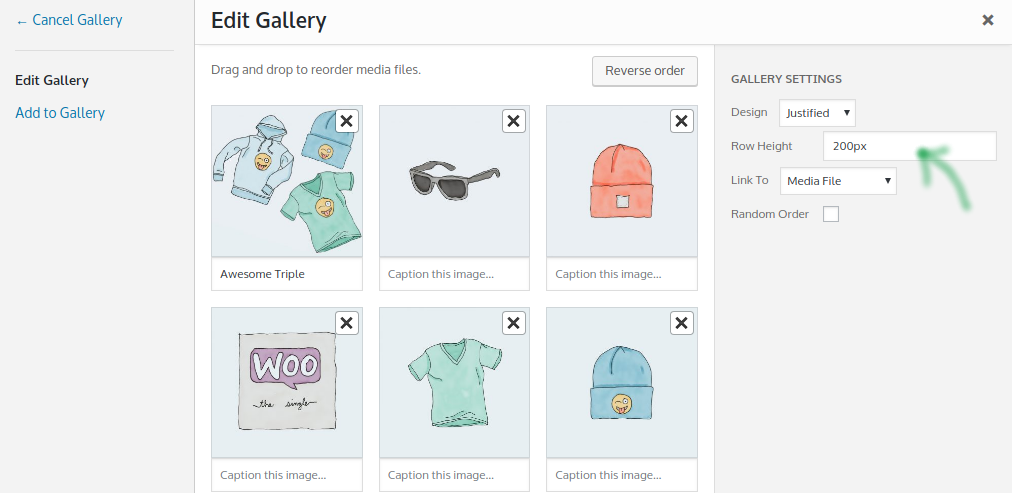 ← Cancel Gallery
Edit Gallery
Add to Gallery
Edit Gallery
Drag and drop to reorder media files.
Reverse order
Awesome Triple
Caption this image...
Caption this image...
WOO
the single
Caption this image...
Caption this image...
Caption this image...
GALLERY SETTINGS
Design Justified
Row Height 200px
Link To Media File
Random Order